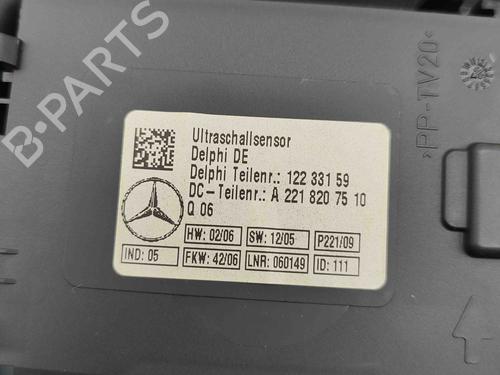 Ultraschallsensor
Delphi DE
Delphi Teilenr.: 122 331 59
DC-Teilenr.: A 221 820 75 10
Q 06
HW: 02/06 SW: 12/05 P221/09
IND: 05 FKW: 42/06 LNR: 060149 ID: 111
>PP-TV20<
B-PARTS